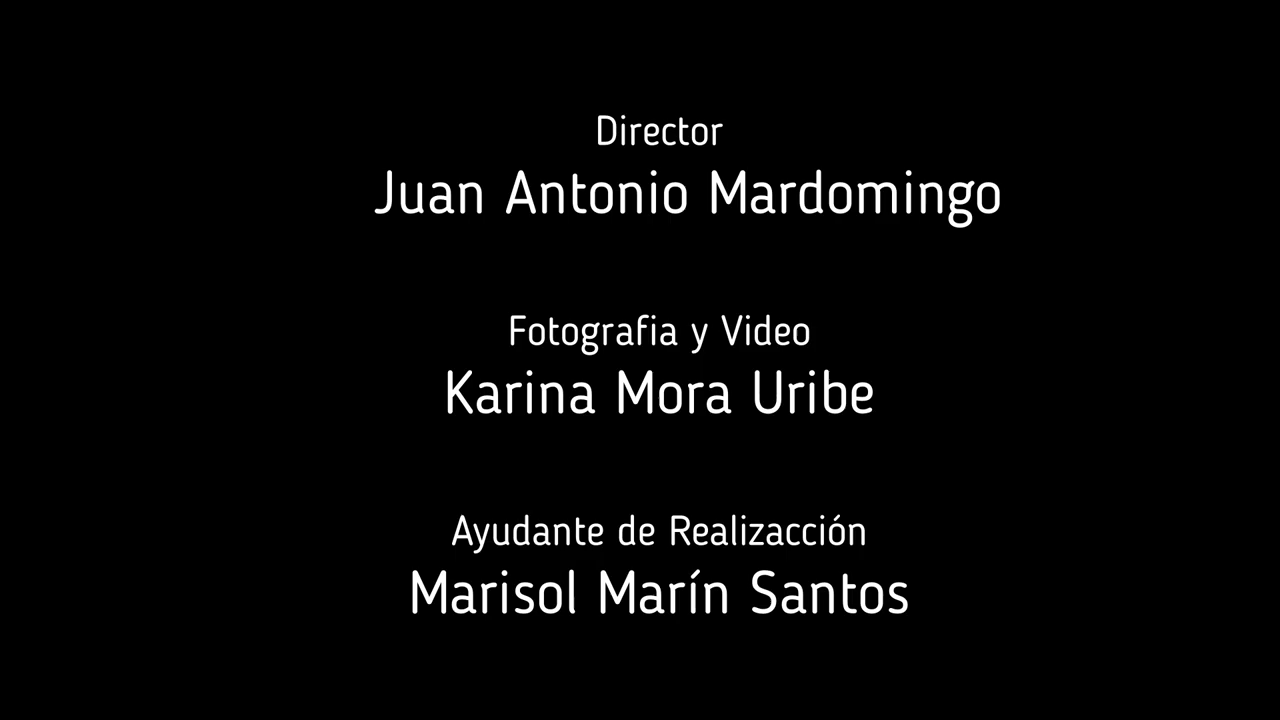 Director
Juan Antonio Mardomingo
Fotografia y Video
Karina Mora Uribe
Ayudante de Realizacción
Marisol Marín Santos